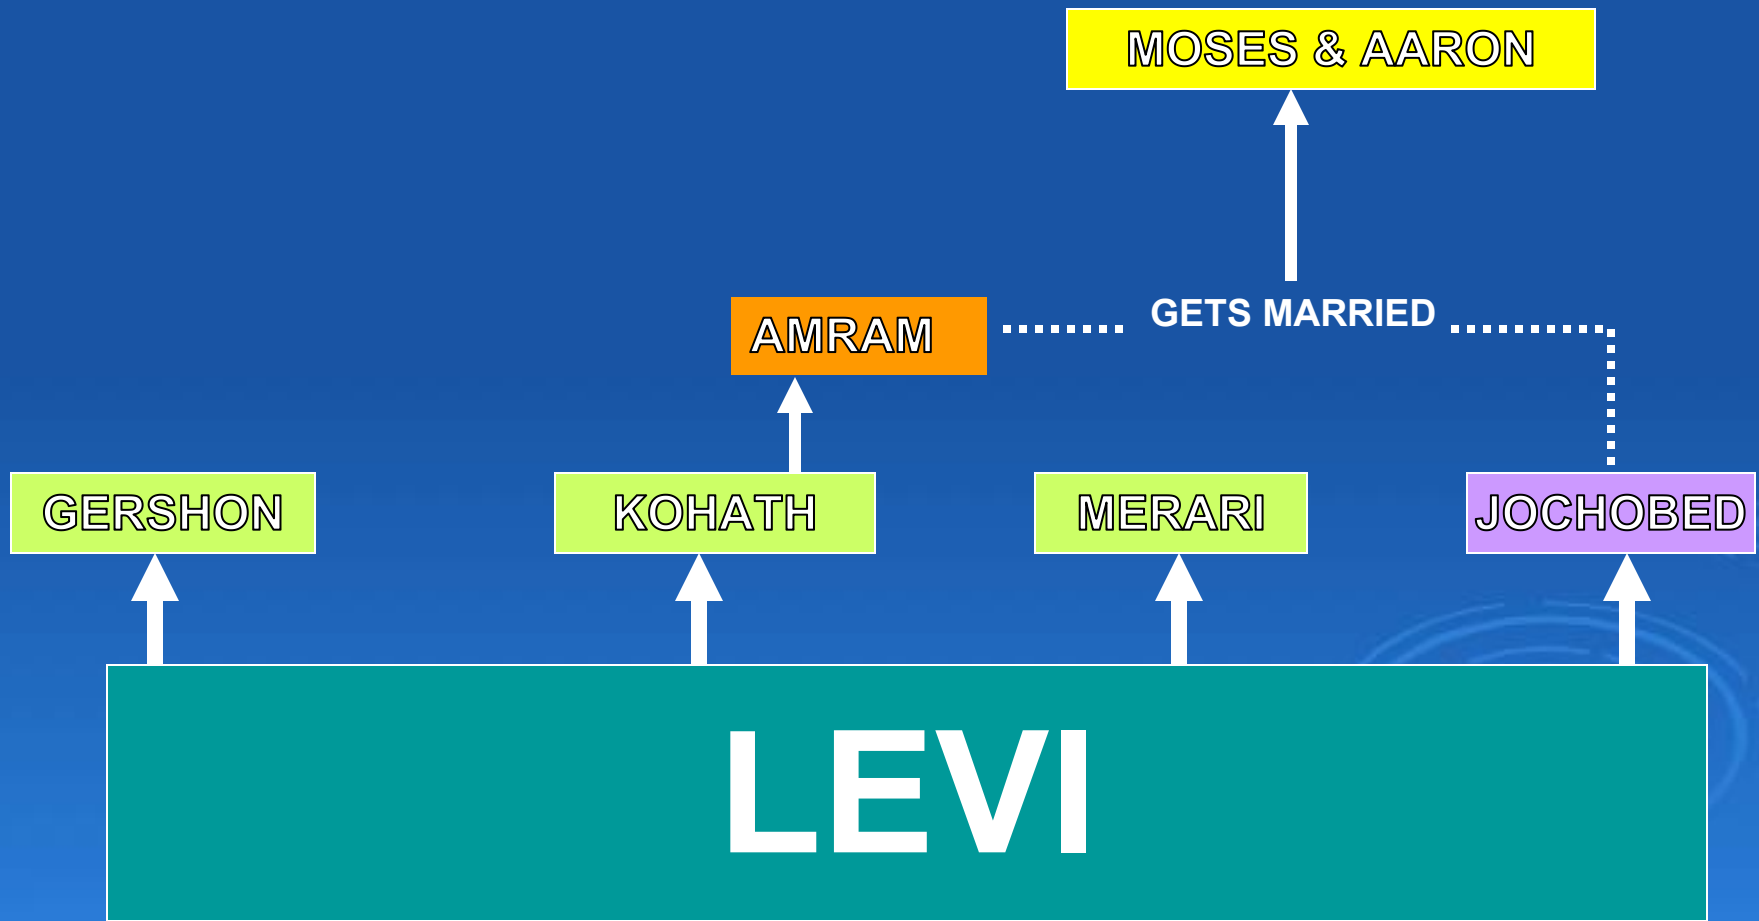 MOSES & AARON
GETS MARRIED
AMRAM
GERSHON
KOHATH
MERARI
JOCHOBED
LEVI